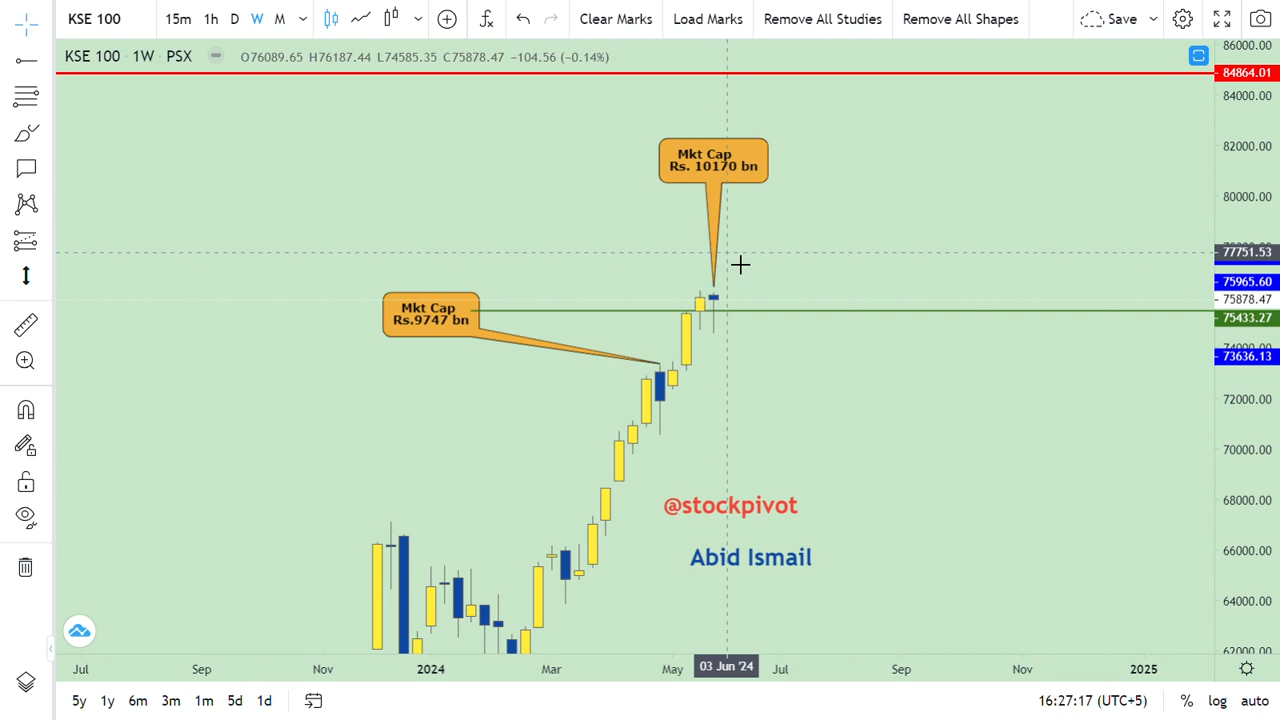 KSE 100
15m 1h D W M
Clear Marks
Load Marks
Remove All Studies
Remove All Shapes
Save
KSE 100 · 1W · PSX
O76089.65 H76187.44 L74585.35 C75878.47 −104.56 (−0.14%)
86000.00
84864.01
84000.00
82000.00
80000.00
77751.53
75965.60
75878.47
75433.27
74000.00
73636.13
72000.00
70000.00
68000.00
66000.00
64000.00
62000.00
Mkt Cap
Rs. 10170 bn
Mkt Cap
Rs.9747 bn
@stockpivot
Abid Ismail
Jul Sep Nov 2024 Mar May 03 Jun '24 Jul Sep Nov 2025
5y 1y 6m 3m 1m 5d 1d
16:27:17 (UTC+5)
% log auto